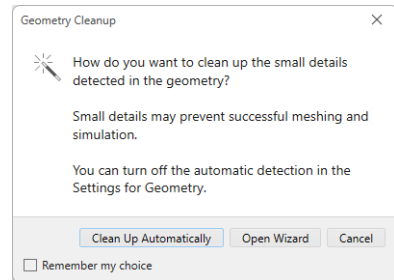 Geometry Cleanup
How do you want to clean up the small details
detected in the geometry?
Small details may prevent successful meshing and
simulation.
You can turn off the automatic detection in the
Settings for Geometry.
Clean Up Automatically Open Wizard Cancel
Remember my choice